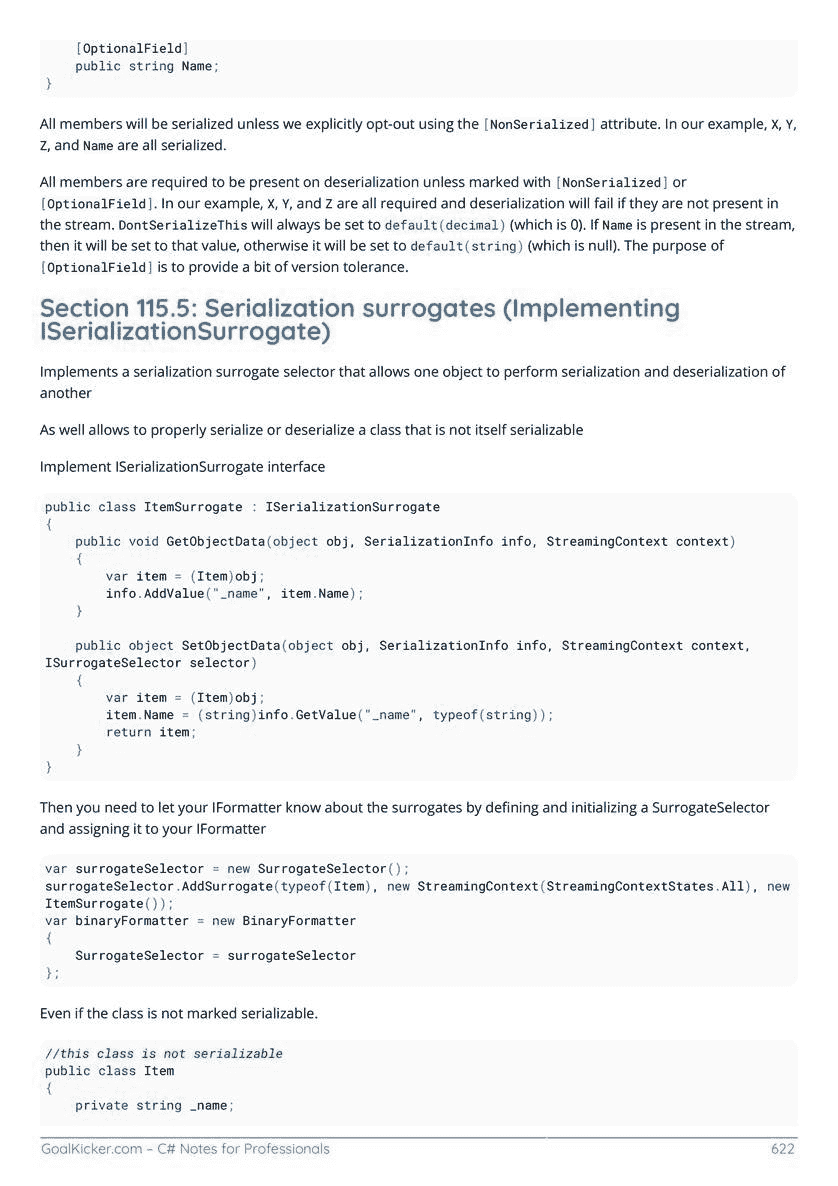 [OptionalField]
    public string Name;
}
All members will be serialized unless we explicitly opt-out using the [NonSerialized] attribute. In our example, X, Y,
Z, and Name are all serialized.
All members are required to be present on deserialization unless marked with [NonSerialized] or
[OptionalField]. In our example, X, Y, and Z are all required and deserialization will fail if they are not present in
the stream. DontSerializeThis will always be set to default(decimal) (which is 0). If Name is present in the stream,
then it will be set to that value, otherwise it will be set to default(string) (which is null). The purpose of
[OptionalField] is to provide a bit of version tolerance.
Section 115.5: Serialization surrogates (Implementing
ISerializationSurrogate)
Implements a serialization surrogate selector that allows one object to perform serialization and deserialization of
another
As well allows to properly serialize or deserialize a class that is not itself serializable
Implement ISerializationSurrogate interface
public class ItemSurrogate : ISerializationSurrogate
{
    public void GetObjectData(object obj, SerializationInfo info, StreamingContext context)
    {
        var item = (Item)obj;
        info.AddValue("_name", item.Name);
    }

    public object SetObjectData(object obj, SerializationInfo info, StreamingContext context,
ISurrogateSelector selector)
    {
        var item = (Item)obj;
        item.Name = (string)info.GetValue("_name", typeof(string));
        return item;
    }
}
Then you need to let your IFormatter know about the surrogates by defining and initializing a SurrogateSelector
and assigning it to your IFormatter
var surrogateSelector = new SurrogateSelector();
surrogateSelector.AddSurrogate(typeof(Item), new StreamingContext(StreamingContextStates.All), new
ItemSurrogate());
var binaryFormatter = new BinaryFormatter
{
    SurrogateSelector = surrogateSelector
};
Even if the class is not marked serializable.
//this class is not serializable
public class Item
{
    private string _name;
GoalKicker.com – C# Notes for Professionals
622